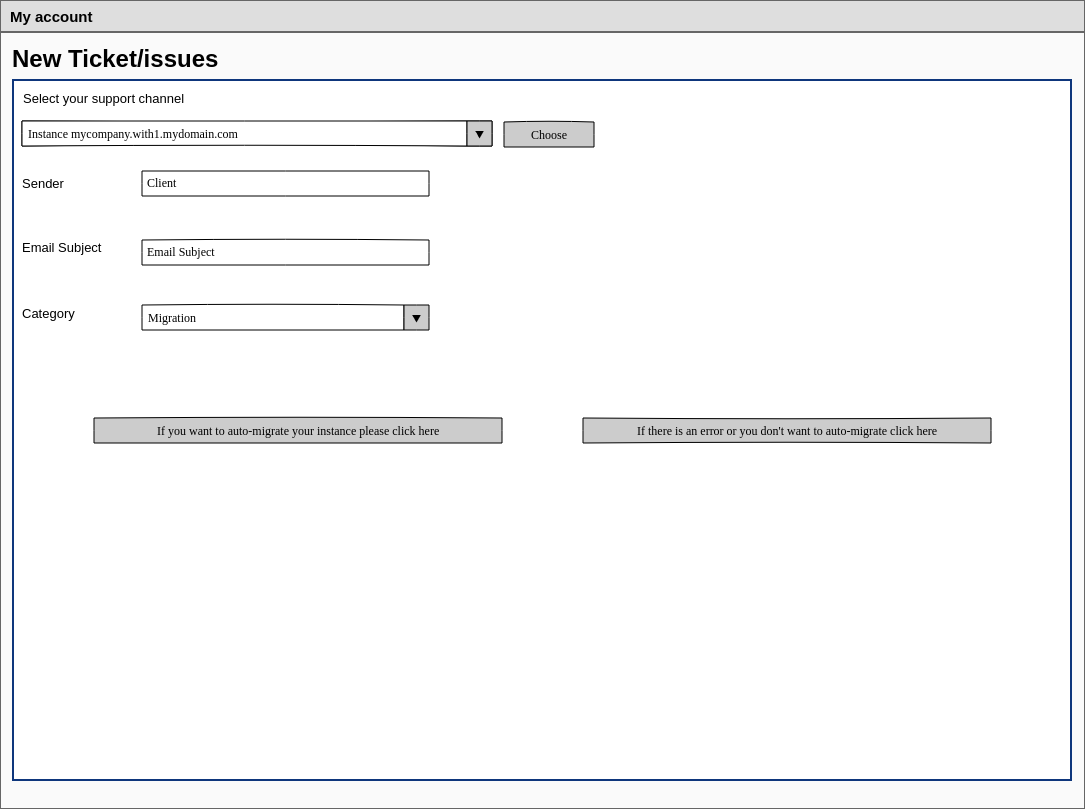 My account
New Ticket/issues
Select your support channel
Instance mycompany.with1.mydomain.com
Choose
Sender
Client
Email Subject
Email Subject
Category
Migration
If you want to auto-migrate your instance please click here
If there is an error or you don't want to auto-migrate click here